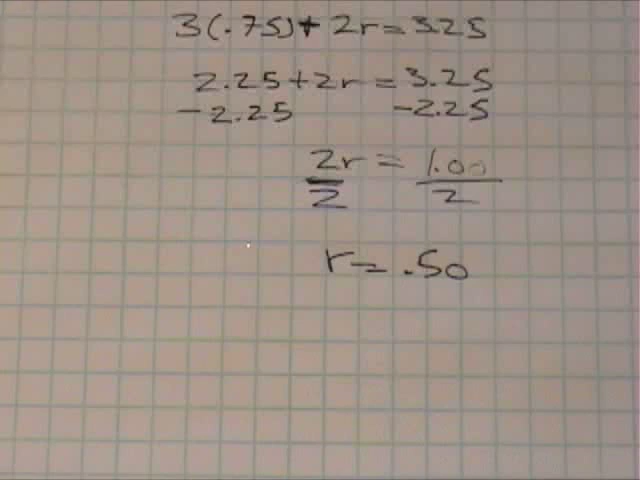 3(.75)+ 2r = 3.25
2.25 + 2r = 3.25
-2.25 -2.25
2r = 1.00
2 2
r = .50